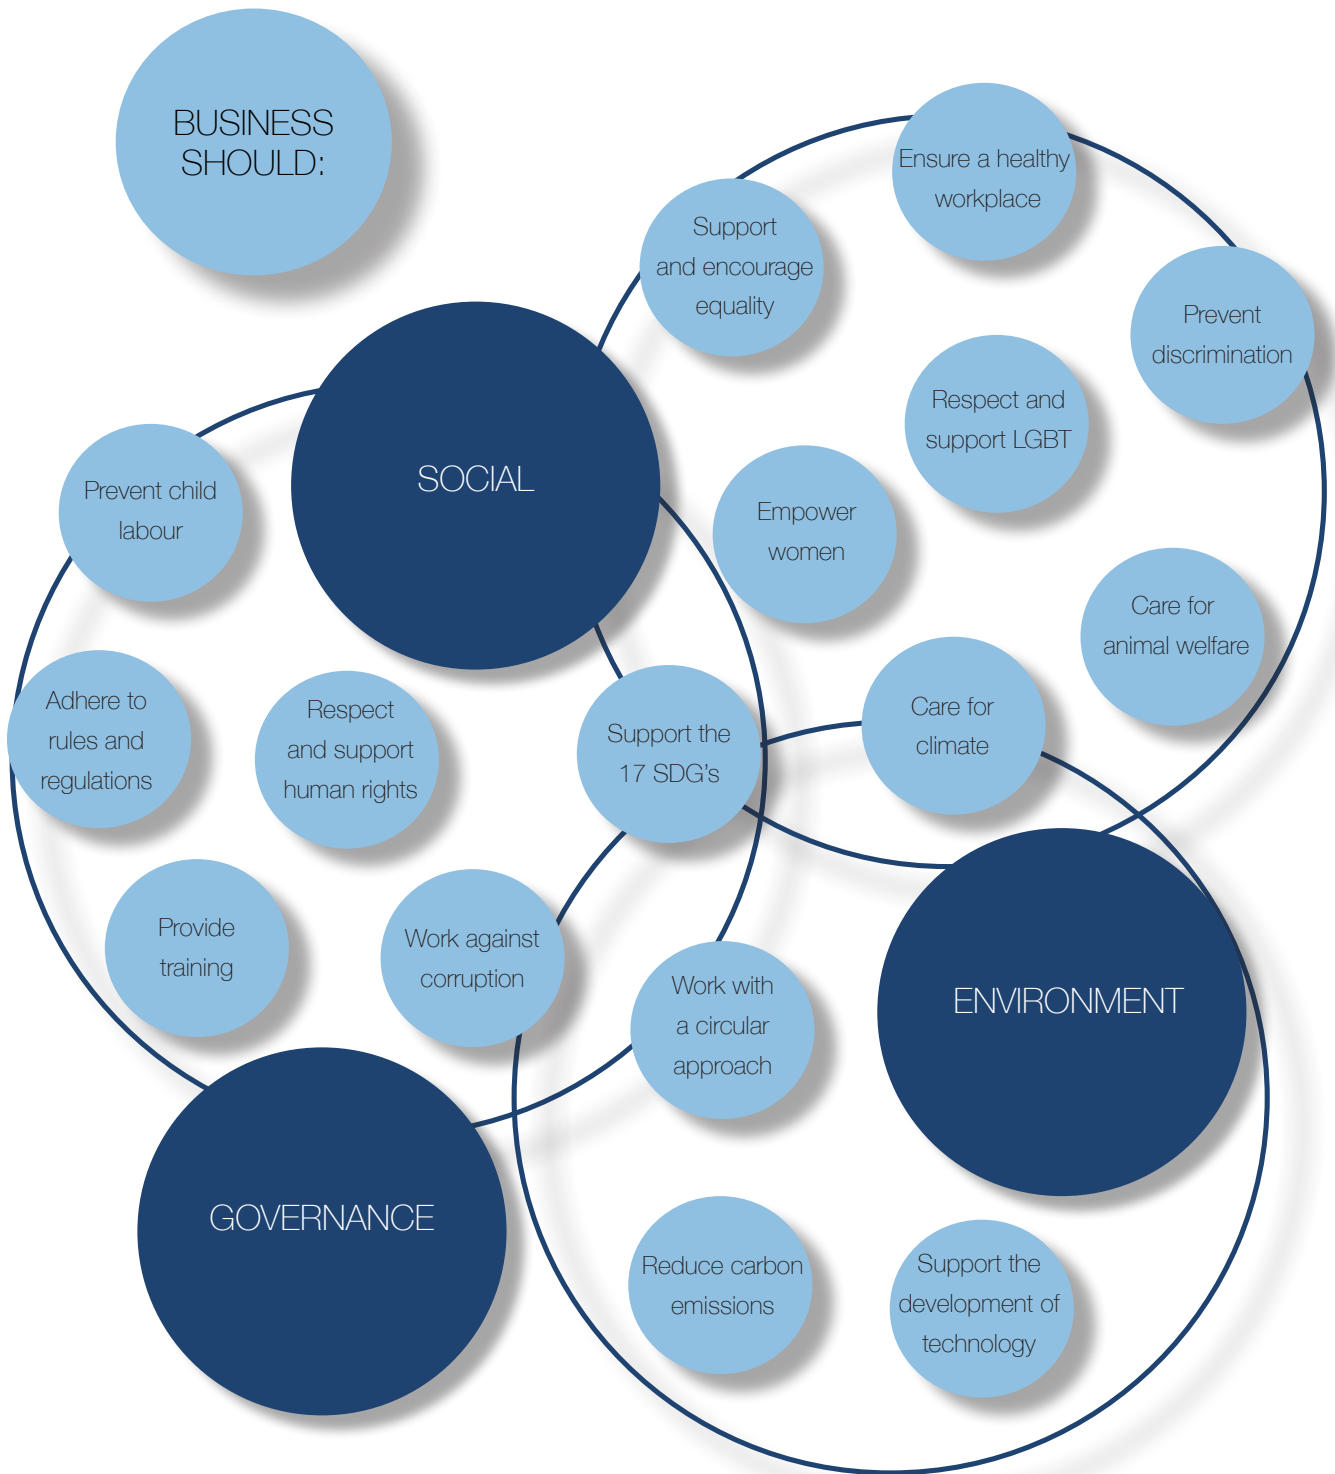 BUSINESS
SHOULD:
Ensure a healthy
workplace
Support
and encourage
equality
Prevent
discrimination
Respect and
support LGBT
SOCIAL
Prevent child
labour
Empower
women
Care for
animal welfare
Adhere to
rules and
regulations
Respect
and support
human rights
Support the
17 SDG's
Care for
climate
Provide
training
Work against
corruption
Work with
a circular
approach
ENVIRONMENT
GOVERNANCE
Reduce carbon
emissions
Support the
development of
technology